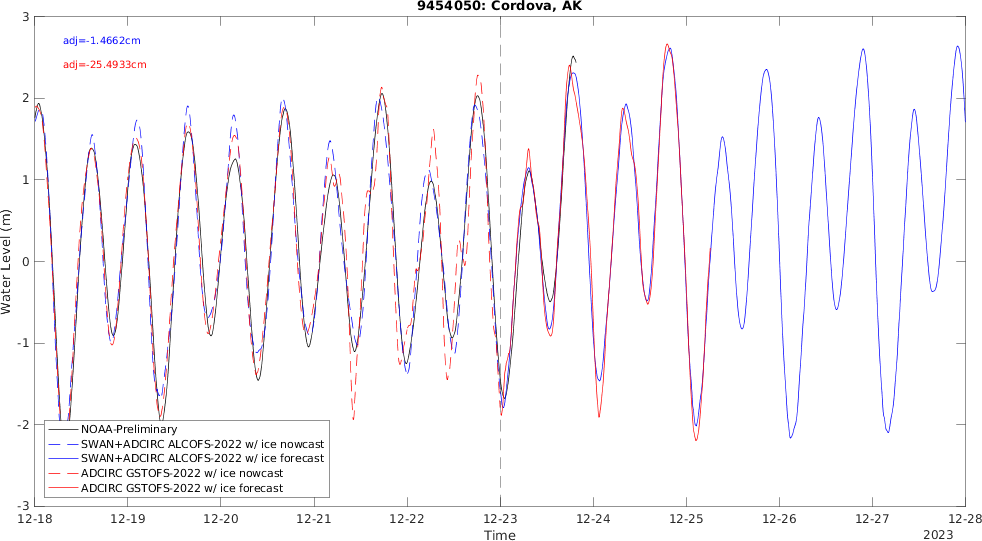 9454050: Cordova, AK
adj=-1.4662cm
adj=-25.4933cm
3
2
1
0
-1
-2
-3
Water Level (m)
NOAA-Preliminary
SWAN+ADCIRC ALCOFS-2022 w/ ice nowcast
SWAN+ADCIRC ALCOFS-2022 w/ ice forecast
ADCIRC GSTOFS-2022 w/ ice nowcast
ADCIRC GSTOFS-2022 w/ ice forecast
12-18 12-19 12-20 12-21 12-22 12-23 12-24 12-25 12-26 12-27 12-28
Time
2023